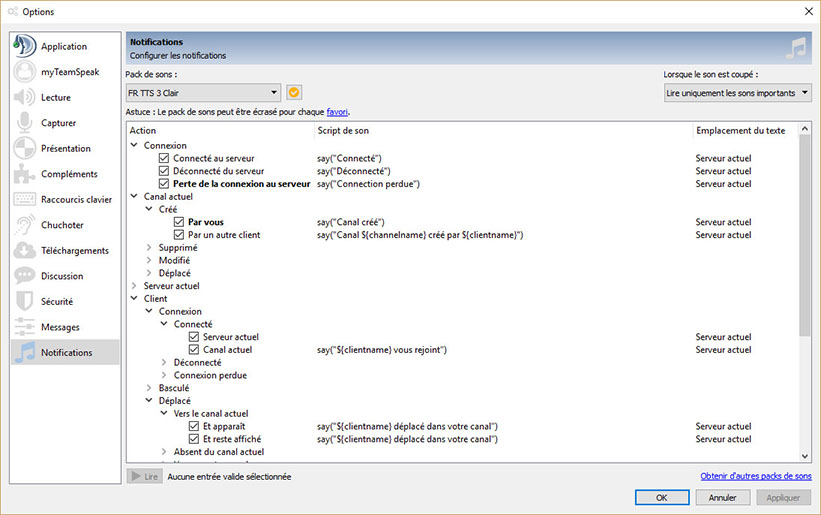 Options
Application
myTeamSpeak
Lecture
Capturer
Présentation
Compléments
Raccourcis clavier
Chuchoter
Téléchargements
Discussion
Sécurité
Messages
Notifications
Notifications
Configurer les notifications
Pack de sons :
Lorsque le son est coupé :
FR TTS 3 Clair
Lire uniquement les sons importants
Astuce : Le pack de sons peut être écrasé pour chaque favori.
Action Script de son Emplacement du texte
Connexion
Connecté au serveur say("Connecté") Serveur actuel
Déconnecté du serveur say("Déconnecté") Serveur actuel
Perte de la connexion au serveur say("Connection perdue") Serveur actuel
Canal actuel
Créé
Par vous say("Canal créé") Serveur actuel
Par un autre client say("Canal ${channelname} créé par ${clientname}") Serveur actuel
Supprimé
Modifié
Déplacé
Serveur actuel
Client
Connexion
Connecté
Serveur actuel Serveur actuel
Canal actuel say("${clientname} vous rejoint") Serveur actuel
Déconnecté
Connexion perdue
Basculé
Déplacé
Vers le canal actuel
Et apparaît say("${clientname} déplacé dans votre canal") Serveur actuel
Et reste affiché say("${clientname} déplacé dans votre canal") Serveur actuel
Absent du canal actuel
Lire
Aucune entrée valide sélectionnée
Obtenir d'autres packs de sons
OK
Annuler
Appliquer